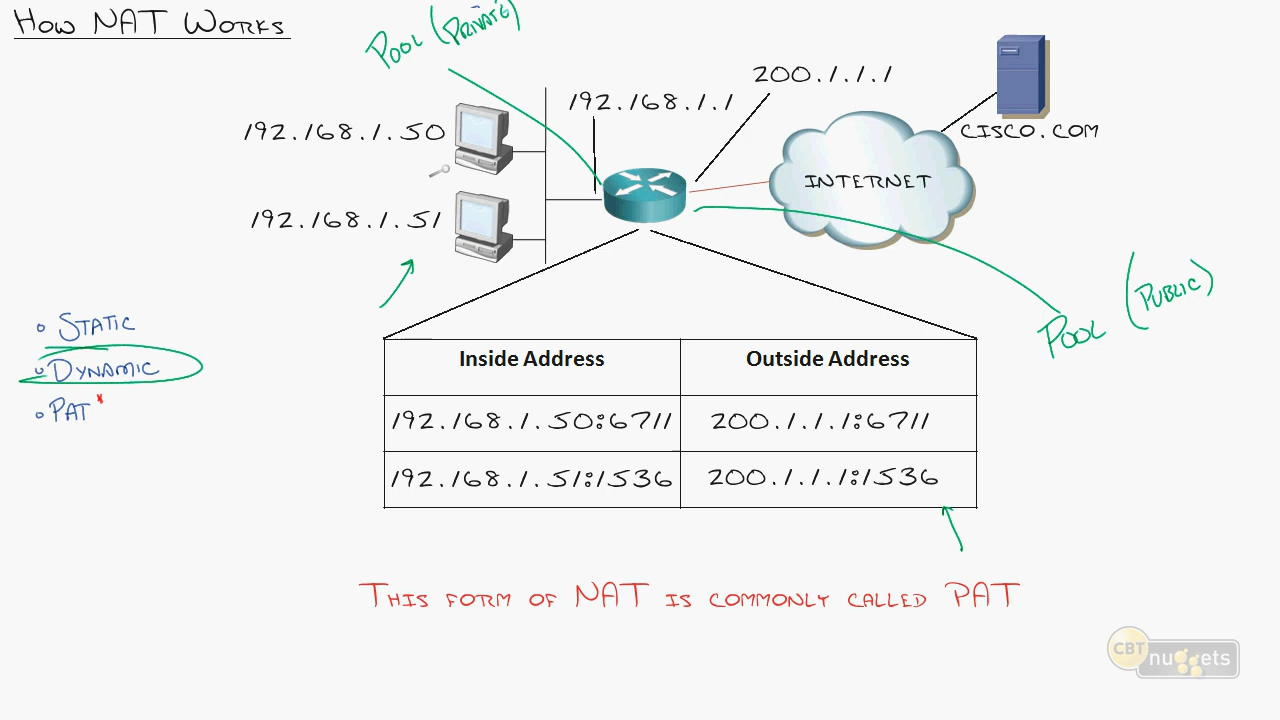 HOW NAT WORKS
POOL (PRIVATE)
200.1.1.1
192.168.1.1
192.168.1.50
CISCO.COM
INTERNET
192.168.1.51
POOL (PUBLIC)
• STATIC
• DYNAMIC
• PAT *
Inside Address Outside Address
192.168.1.50:6711 200.1.1.1:6711
192.168.1.51:1536 200.1.1.1:1536
THIS FORM OF NAT IS COMMONLY CALLED PAT
CBT
nuggets